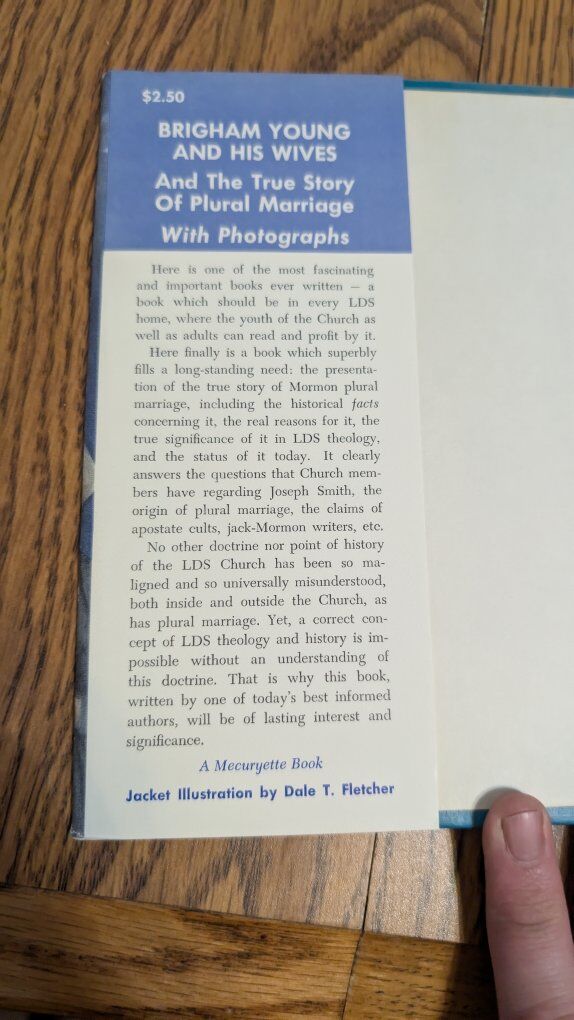 $2.50
BRIGHAM YOUNG
AND HIS WIVES
And The True Story
Of Plural Marriage
With Photographs
Here is one of the most fascinating
and important books ever written — a
book which should be in every LDS
home, where the youth of the Church as
well as adults can read and profit by it.
Here finally is a book which superbly
fills a long-standing need: the presenta-
tion of the true story of Mormon plural
marriage, including the historical facts
concerning it, the real reasons for it, the
true significance of it in LDS theology,
and the status of it today. It clearly
answers the questions that Church mem-
bers have regarding Joseph Smith, the
origin of plural marriage, the claims of
apostate cults, jack-Mormon writers, etc.
No other doctrine nor point of history
of the LDS Church has been so ma-
ligned and so universally misunderstood,
both inside and outside the Church, as
has plural marriage. Yet, a correct con-
cept of LDS theology and history is im-
possible without an understanding of
this doctrine. That is why this book,
written by one of today's best informed
authors, will be of lasting interest and
significance.
A Mecuryette Book
Jacket Illustration by Dale T. Fletcher